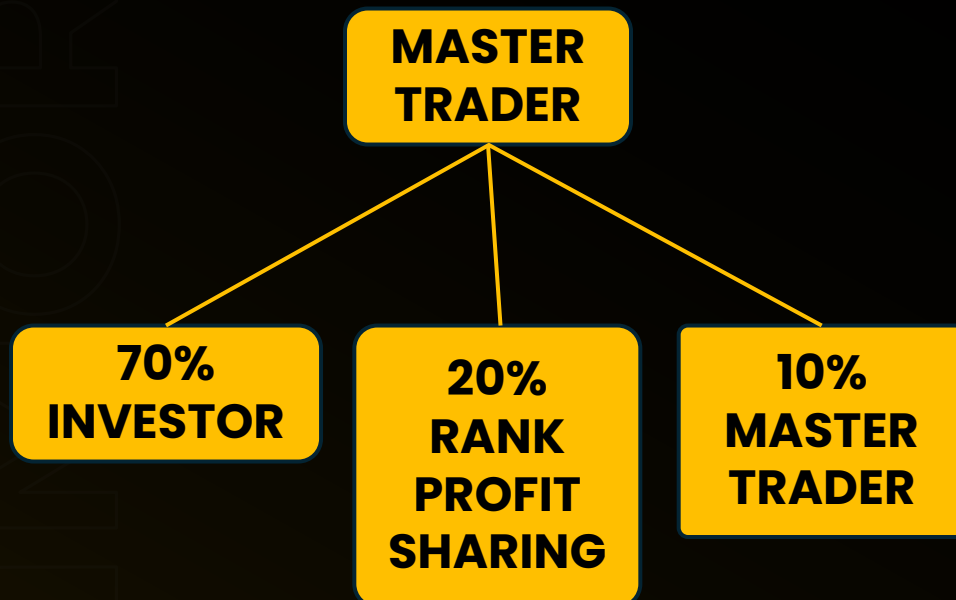 MASTER
TRADER
70%
INVESTOR
20%
RANK
PROFIT
SHARING
10%
MASTER
TRADER